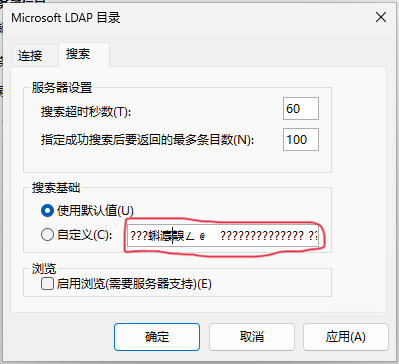 Microsoft LDAP 目录
连接
搜索
服务器设置
搜索超时秒数(T):
60
指定成功搜索后要返回的最多条目数(N):
100
搜索基础
使用默认值(U)
自定义(C):
浏览
启用浏览(需要服务器支持)(E)
确定
取消
应用(A)